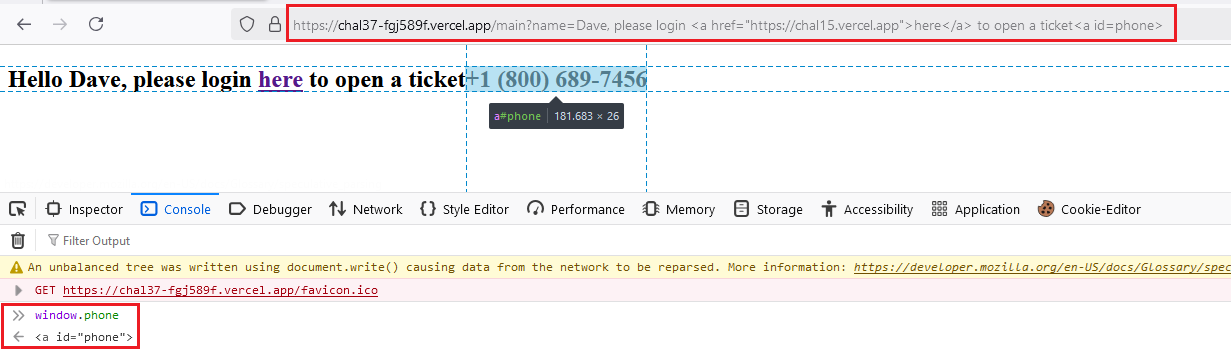 https://chal37-fgj589f.vercel.app/main?name=Dave, please login <a href="https://chal15.vercel.app">here</a> to open a ticket<a id=phone>
Hello Dave, please login here to open a ticket+1 (800) 689-7456
a#phone 181.683 × 26
Inspector Console Debugger Network Style Editor Performance Memory Storage Accessibility Application Cookie-Editor
Filter Output
An unbalanced tree was written using document.write() causing data from the network to be reparsed. More information: https://developer.mozilla.org/en-US/docs/Glossary/spec
GET https://chal37-fgj589f.vercel.app/favicon.ico
window.phone
<a id="phone">